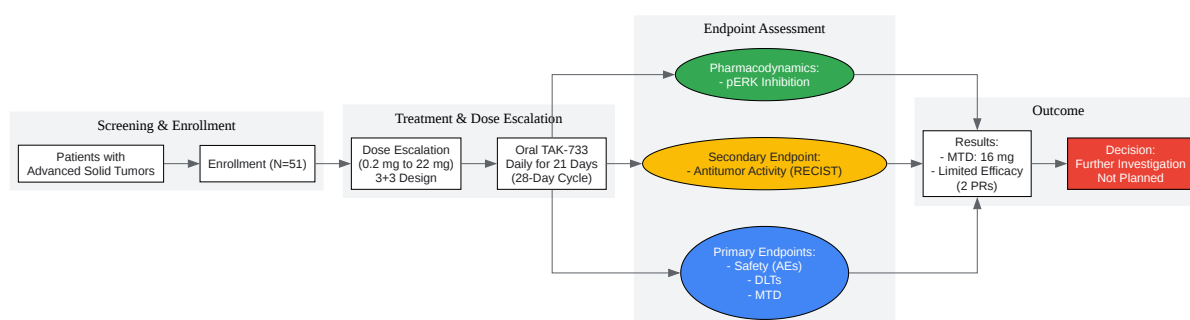 Screening & Enrollment
Patients with
Advanced Solid Tumors
Enrollment (N=51)
Treatment & Dose Escalation
Dose Escalation
(0.2 mg to 22 mg)
3+3 Design
Oral TAK-733
Daily for 21 Days
(28-Day Cycle)
Endpoint Assessment
Pharmacodynamics:
- pERK Inhibition
Secondary Endpoint:
- Antitumor Activity (RECIST)
Primary Endpoints:
- Safety (AEs)
- DLTs
- MTD
Outcome
Results:
- MTD: 16 mg
- Limited Efficacy
(2 PRs)
Decision:
Further Investigation
Not Planned